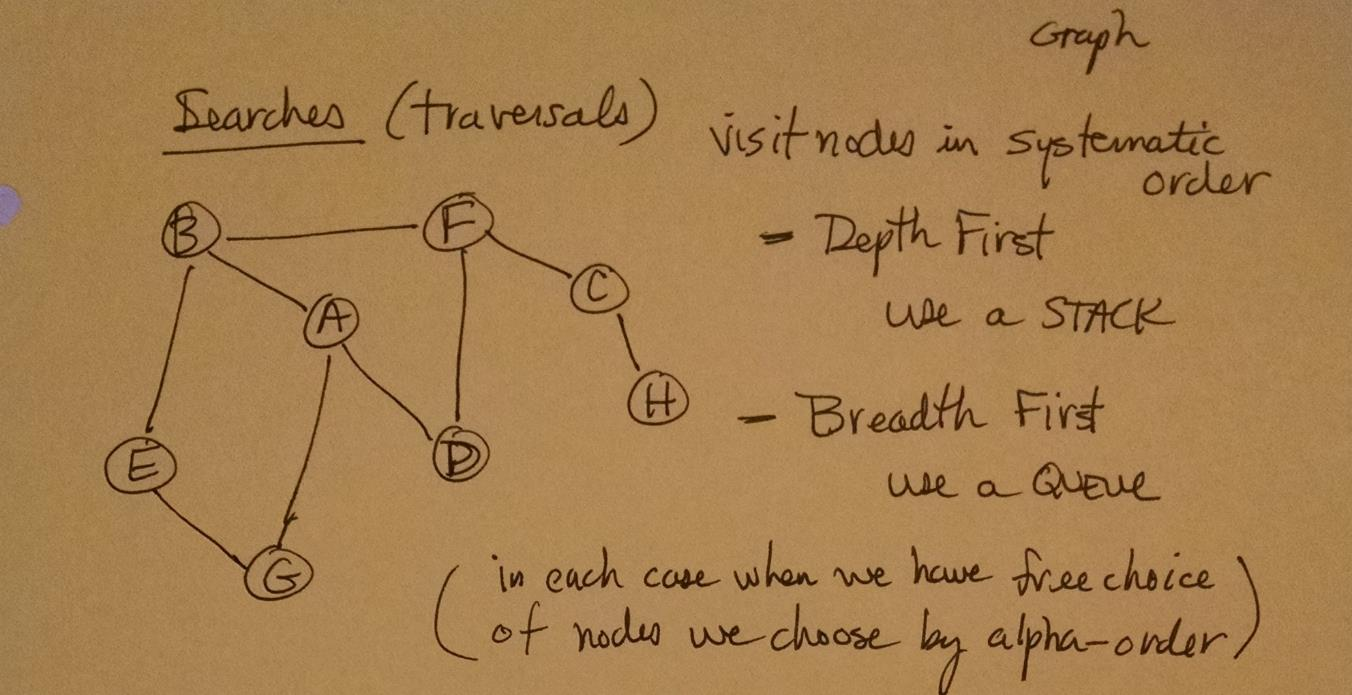 Graph
Searches (traversals)
visit nodes in systematic
order
- Depth First
use a STACK
- Breadth First
use a QUEUE
(in each case when we have free choice
of nodes we choose by alpha-order)
B
F
C
A
H
E
D
G